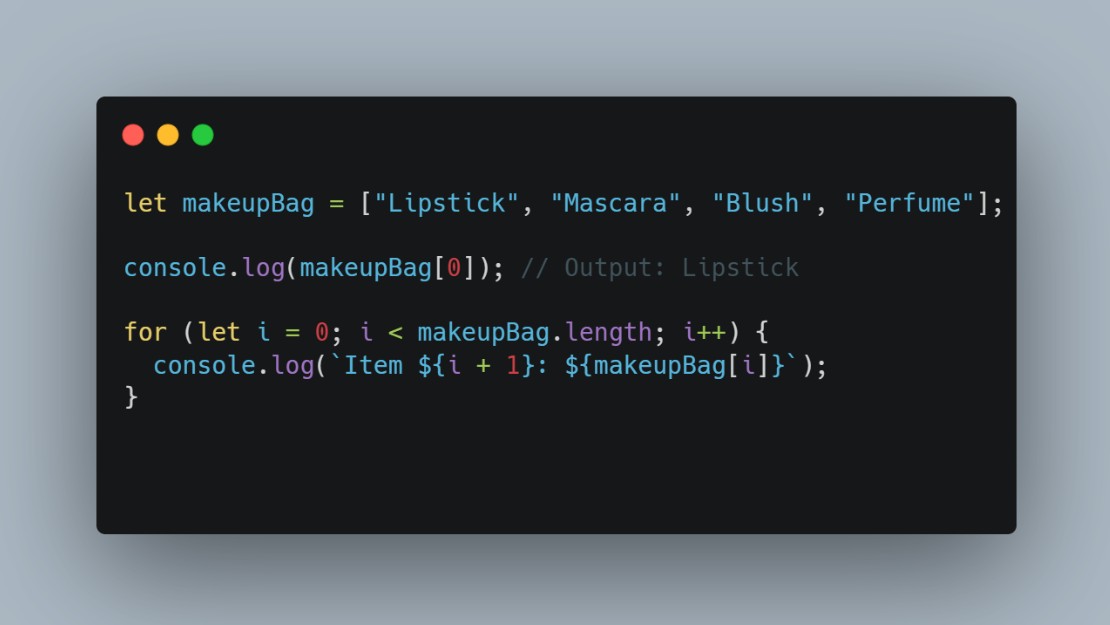 let makeupBag = ["Lipstick", "Mascara", "Blush", "Perfume"];
console.log(makeupBag[0]); // Output: Lipstick
for (let i = 0; i < makeupBag.length; i++) {
  console.log(`Item ${i + 1}: ${makeupBag[i]}`);
}